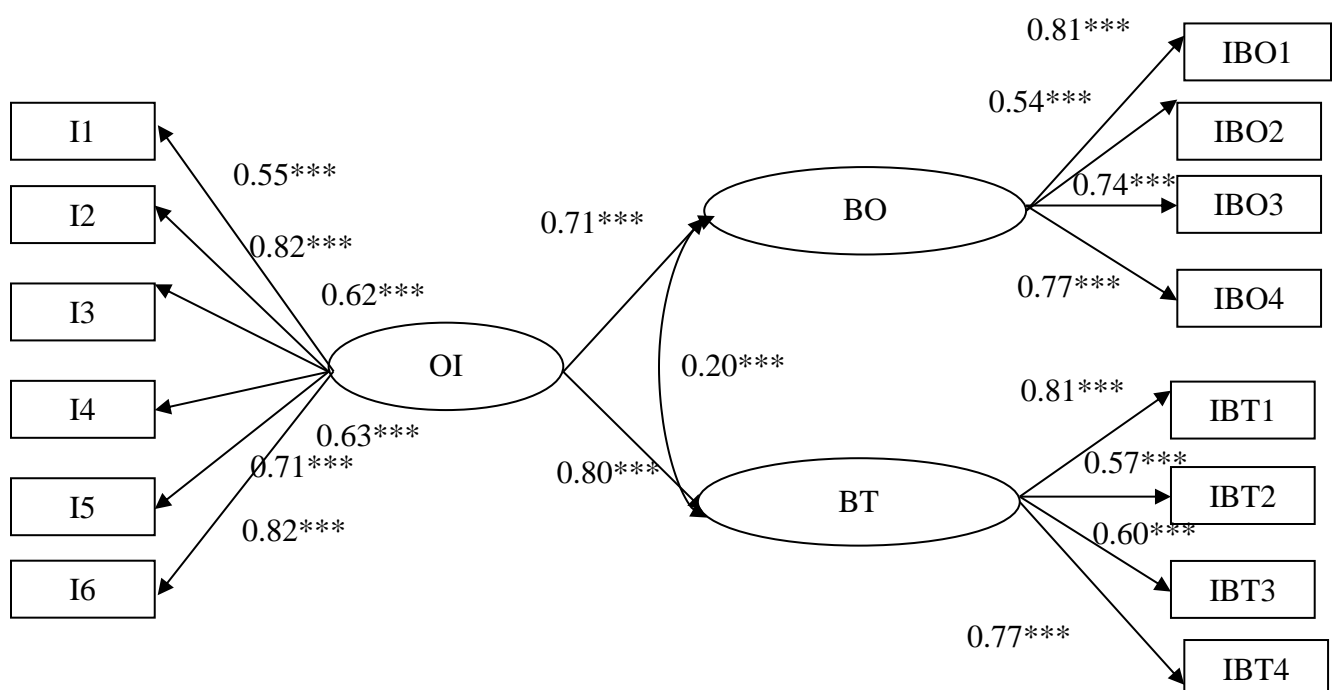 0.81***
IBO1
I1
0.54***
IBO2
0.55***
I2
0.74***
IBO3
0.71***
BO
0.82***
0.62***
0.77***
IBO4
I3
OI
0.20***
0.81***
I4
IBT1
0.63***
0.57***
0.71***
0.80***
IBT2
I5
BT
0.82***
0.60***
I6
IBT3
0.77***
IBT4